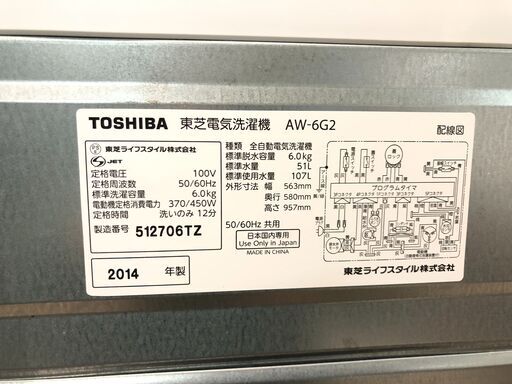 TOSHIBA 東芝電気洗濯機 AW-6G2
配線図
東芝ライフスタイル株式会社
S JET
定格電圧 100V
定格周波数 50/60Hz
標準洗濯容量 6.0kg
電動機定格消費電力 370/450W
定格時間 洗いのみ 12分
製造番号 512706TZ
2014 年製
種類 全自動電気洗濯機
標準脱水容量 6.0kg
標準水量 51L
標準使用水量 107L
外形寸法 幅 563mm
奥行 580mm
高さ 957mm
50/60Hz 共用
日本国内専用
Use Only in Japan
MADE IN CHINA
ふたロック
プログラムタイマ
東芝ライフスタイル株式会社